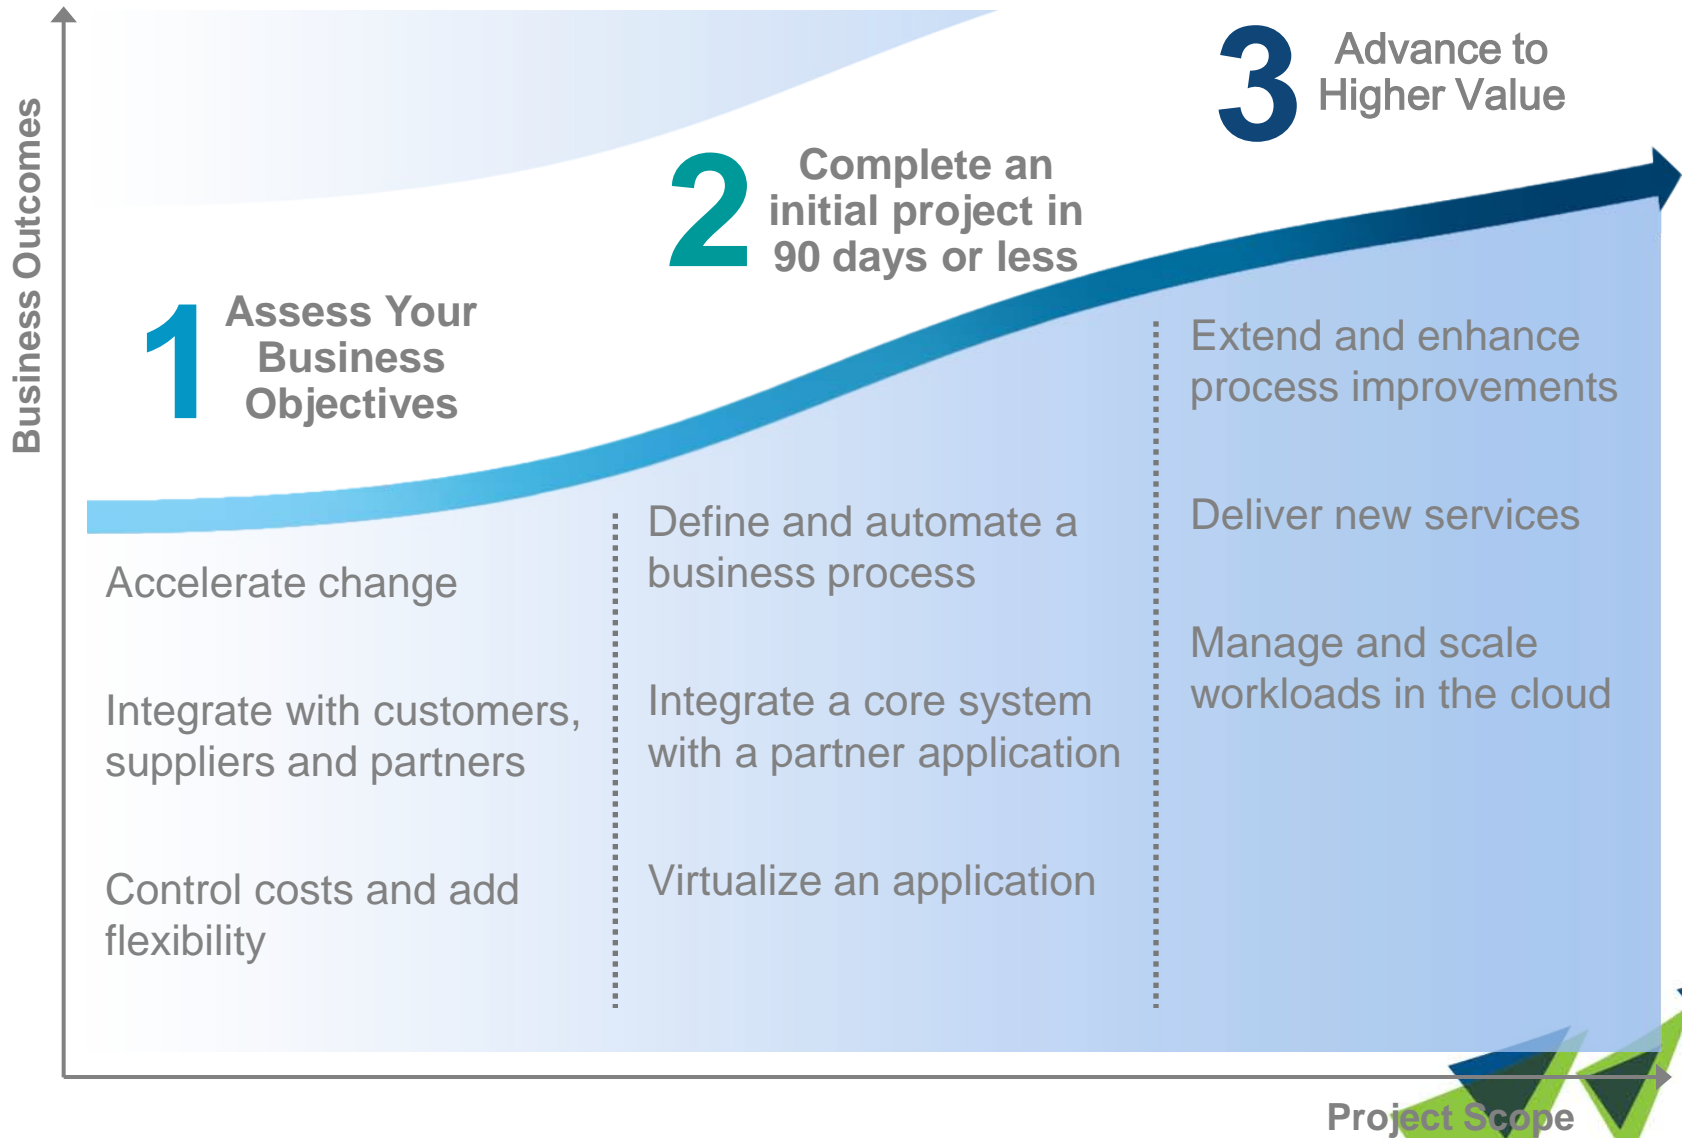 Business Outcomes
1
Assess Your
Business
Objectives
2
Complete an
initial project in
90 days or less
3
Advance to
Higher Value
Accelerate change
Integrate with customers,
suppliers and partners
Control costs and add
flexibility
Define and automate a
business process
Integrate a core system
with a partner application
Virtualize an application
Extend and enhance
process improvements
Deliver new services
Manage and scale
workloads in the cloud
Project Scope